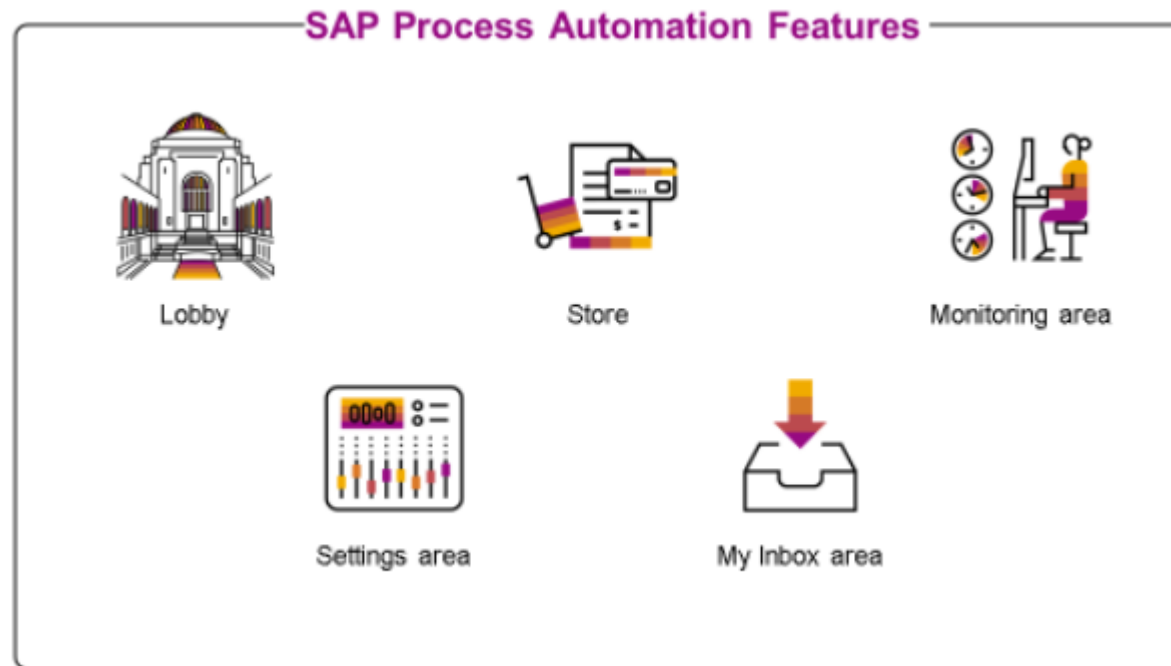 SAP Process Automation Features
Lobby
Store
Monitoring area
Settings area
My Inbox area